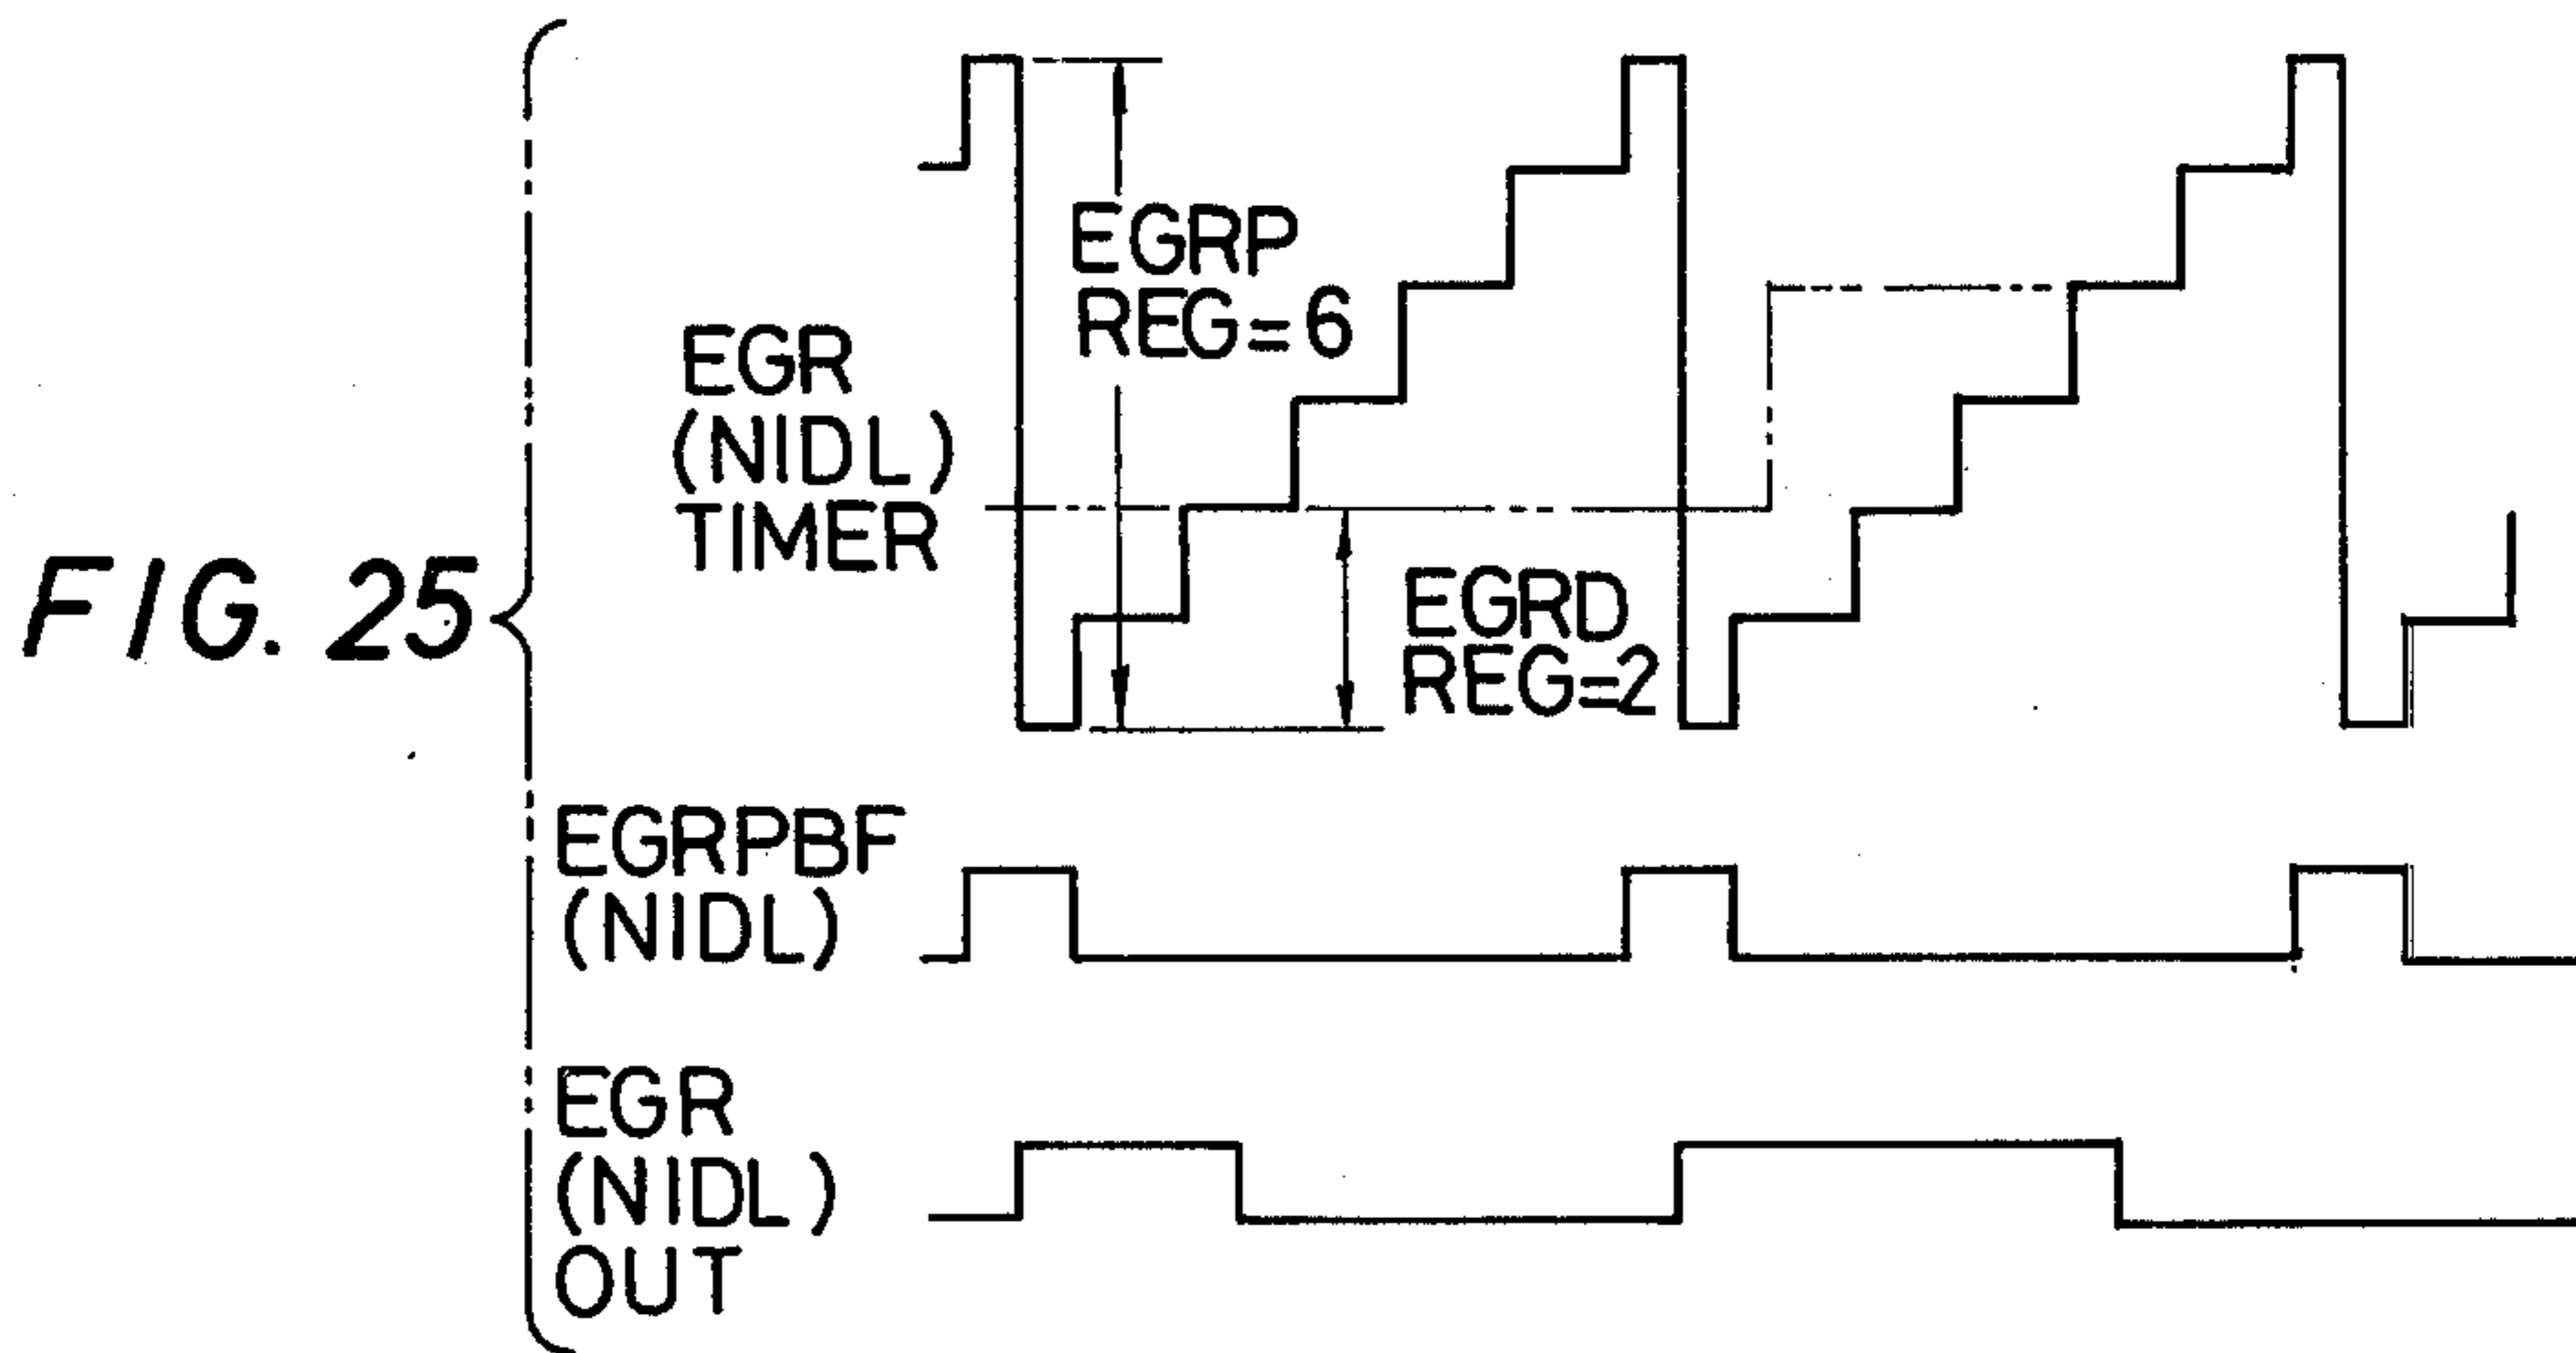 FIG. 25
EGR
(NIDL)
TIMER
EGRP
REG=6
EGRD
REG=2
EGRPBF
(NIDL)
EGR
(NIDL)
OUT